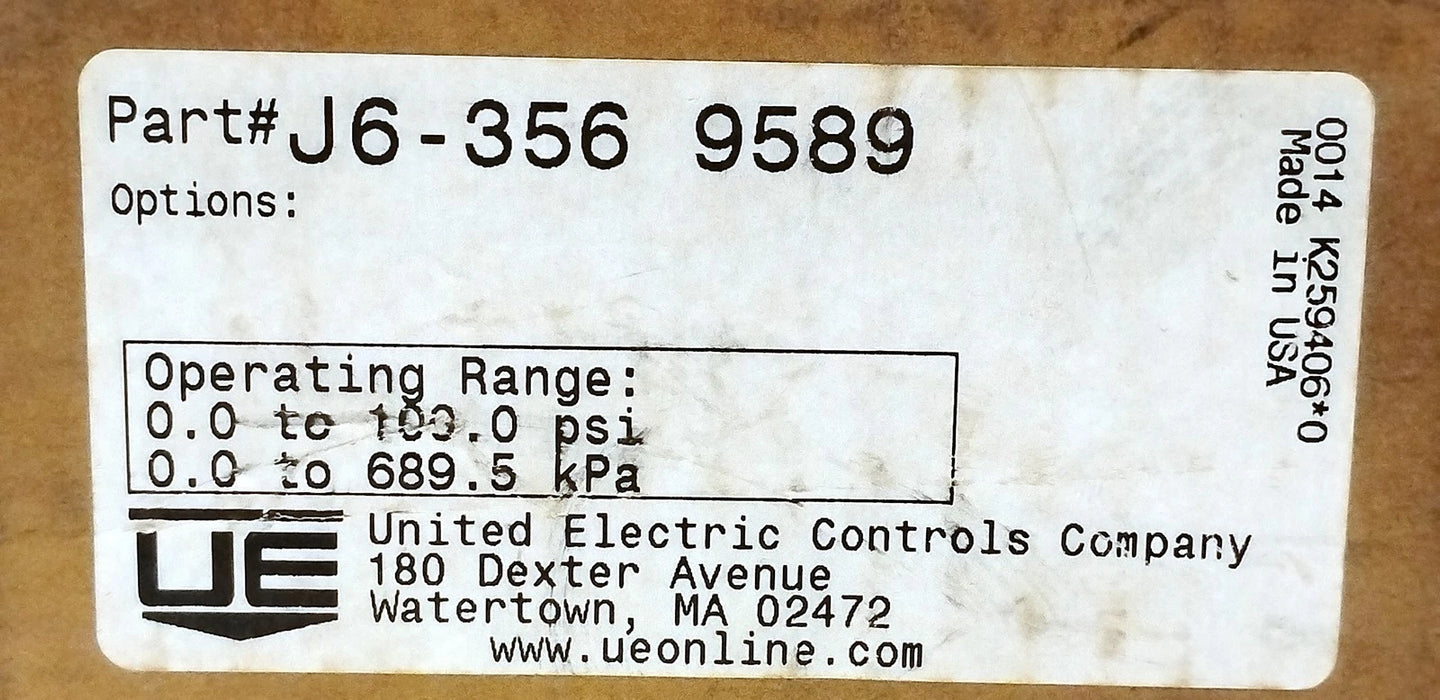 Part# J6-356 9589
Options:
Operating Range:
0.0 to 100.0 psi
0.0 to 689.5 kPa
UE
United Electric Controls Company
180 Dexter Avenue
Watertown, MA 02472
www.ueonline.com
0014 K2594406*0
Made in USA